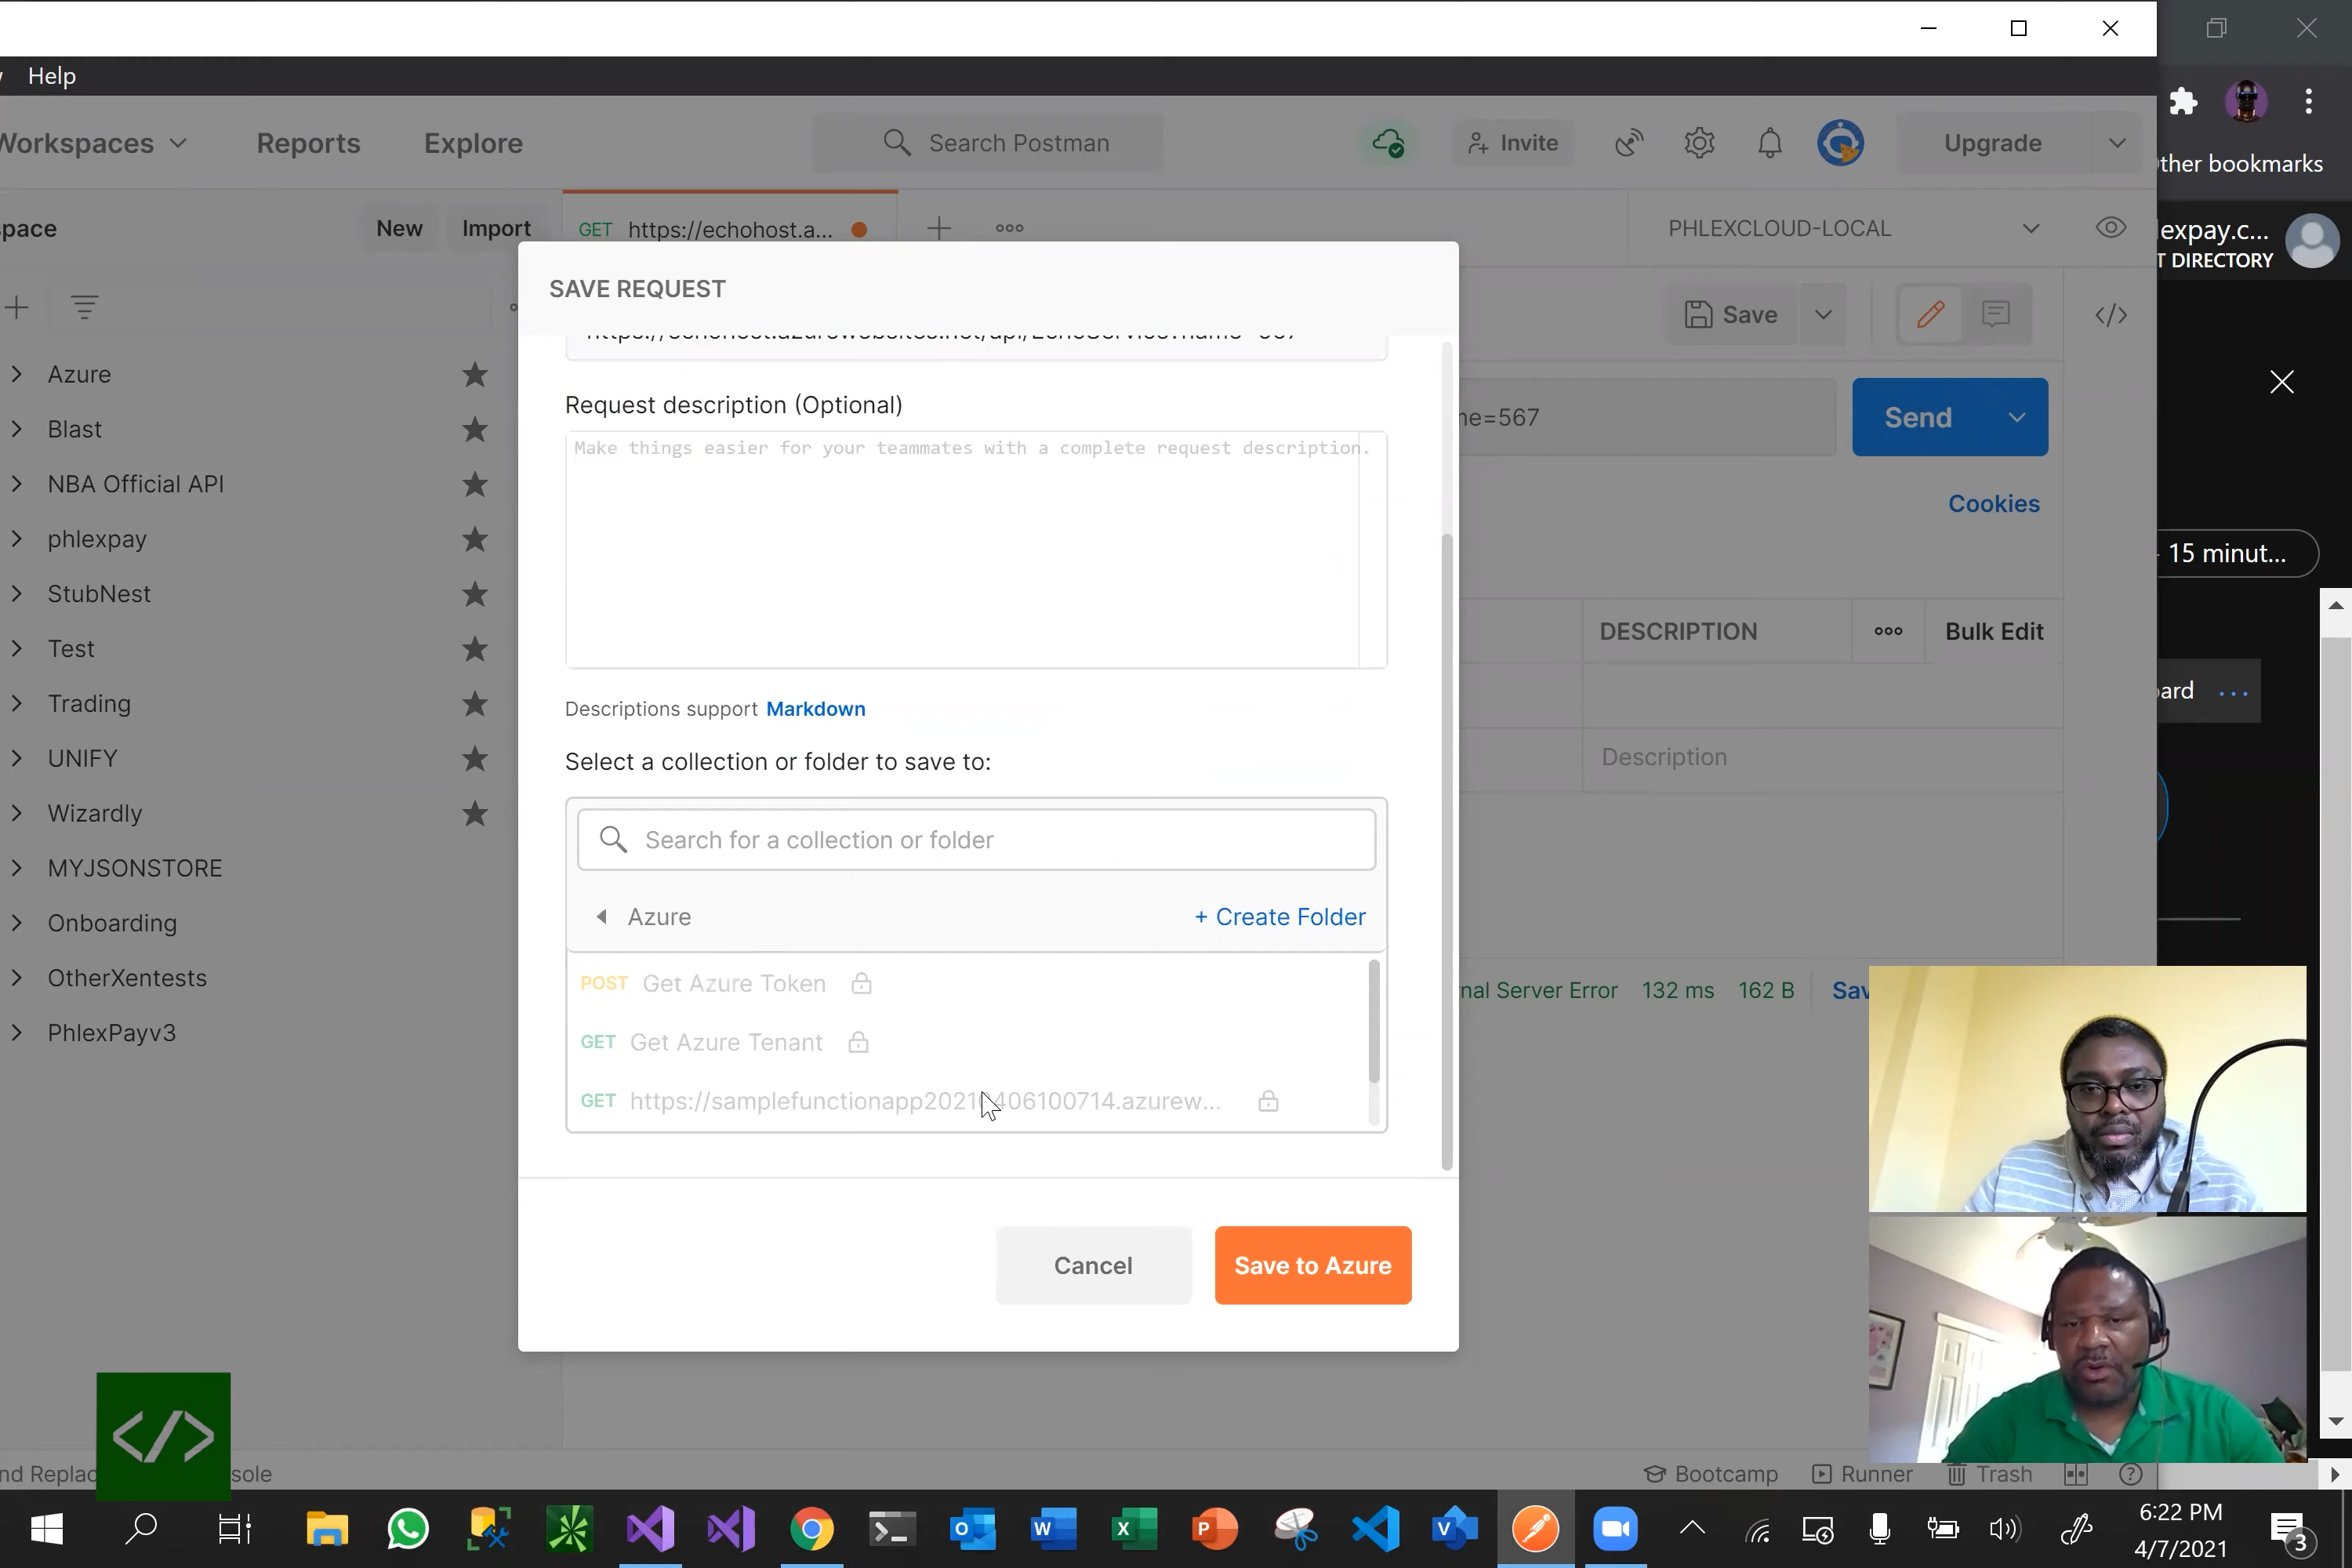 Help
Workspaces
Reports
Explore
Search Postman
Invite
Upgrade
ther bookmarks
space
New
Import
GET https://echohost.a...
PHLEXCLOUD-LOCAL
lexpay.c...
T DIRECTORY
SAVE REQUEST
Save
</>
Azure
Blast
NBA Official API
phlexpay
StubNest
Test
Trading
UNIFY
Wizardly
MYJSONSTORE
Onboarding
OtherXentests
PhlexPayv3
Request description (Optional)
Make things easier for your teammates with a complete request description.
Descriptions support Markdown
Select a collection or folder to save to:
Search for a collection or folder
Azure
+ Create Folder
POST Get Azure Token
GET Get Azure Tenant
GET https://samplefunctionapp20210406100714.azurew...
Cancel
Save to Azure
me=567
Send
Cookies
15 minut...
DESCRIPTION
Bulk Edit
ard ...
Description
nal Server Error 132 ms 162 B Sav
</>
nd Replac
sole
Bootcamp
Runner
Trash
6:22 PM
4/7/2021
3